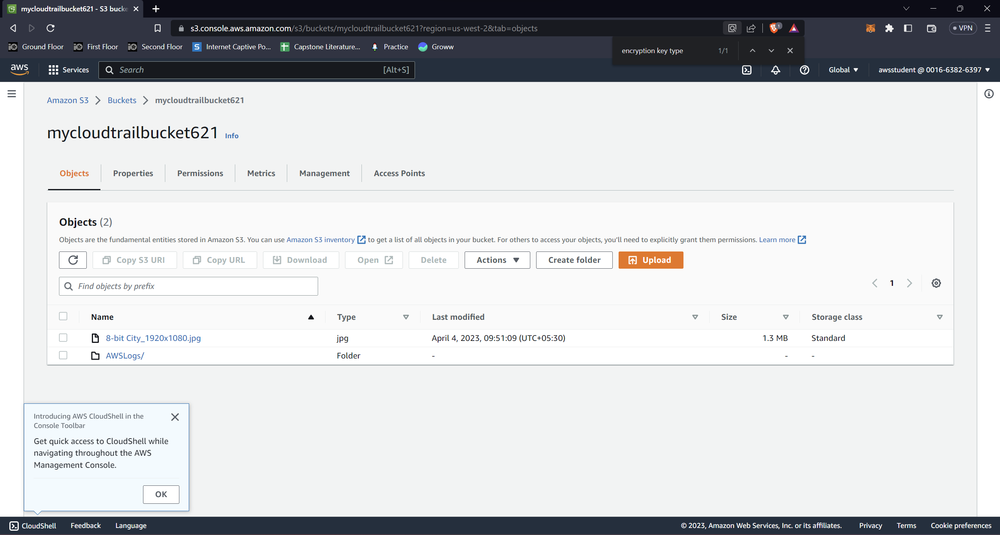 mycloudtrailbucket621 - S3 bucke
s3.console.aws.amazon.com/s3/buckets/mycloudtrailbucket621?region=us-west-2&tab=objects
1
VPN
Ground Floor
First Floor
Second Floor
S
Internet Captive Po...
Capstone Literature...
Practice
Groww
encryption key type
1/1
aws
Services
Search
[Alt+S]
Global
awsstudent @ 0016-6382-6397
Amazon S3
Buckets
mycloudtrailbucket621
mycloudtrailbucket621
Info
Objects
Properties
Permissions
Metrics
Management
Access Points
Objects (2)
Objects are the fundamental entities stored in Amazon S3. You can use Amazon S3 inventory to get a list of all objects in your bucket. For others to access your objects, you'll need to explicitly grant them permissions. Learn more
Copy S3 URI
Copy URL
Download
Open
Delete
Actions
Create folder
Upload
Find objects by prefix
1
Name
Type
Last modified
Size
Storage class
8-bit City_1920x1080.jpg
jpg
April 4, 2023, 09:51:09 (UTC+05:30)
1.3 MB
Standard
AWSLogs/
Folder
-
-
-
Introducing AWS CloudShell in the
Console Toolbar
Get quick access to CloudShell while
navigating throughout the AWS
Management Console.
OK
CloudShell
Feedback
Language
© 2023, Amazon Web Services, Inc. or its affiliates.
Privacy
Terms
Cookie preferences